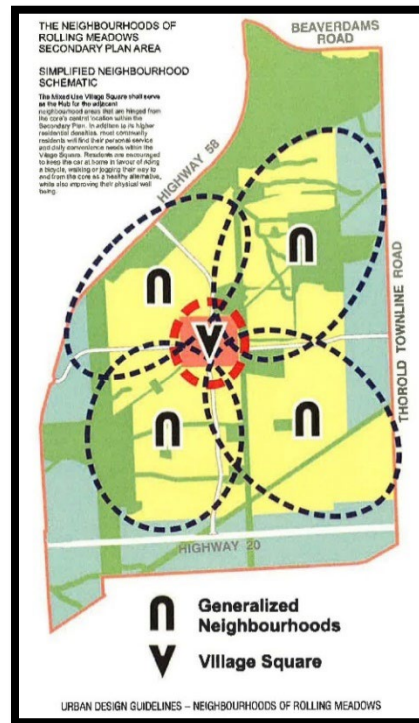 THE NEIGHBOURHOODS OF
ROLLING MEADOWS
SECONDARY PLAN AREA
SIMPLIFIED NEIGHBOURHOOD
SCHEMATIC
The Mixed Use Village Square shall serve
as the Hub for the adjacent
neighbourhood areas that are hinged from
the core's central location within the
Secondary Plan. In addition to its higher
residential densities, most community
residents will find their personal service
and daily convenience needs within the
Village Square. Residents are encouraged
to keep the car at home in favour of riding
a bicycle, walking or jogging their way to
and from the core as a healthy alternative,
while also improving their physical well
being.
BEAVERDAMS
ROAD
HIGHWAY 58
THOROLD TOWNLINE ROAD
HIGHWAY 20
Generalized
Neighbourhoods
V Village Square
URBAN DESIGN GUIDELINES – NEIGHBOURHOODS OF ROLLING MEADOWS